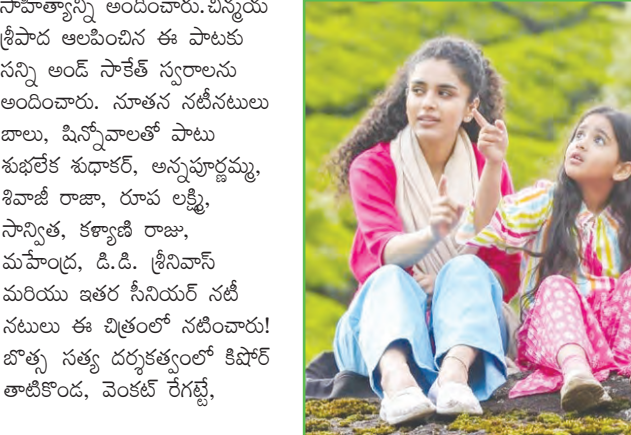 సాహిత్యాన్ని అందించారు.చిన్మయ
శ్రీపాద ఆలపించిన ఈ పాటకు
సన్ని అండ్ సాకేత్ స్వరాలను
అందించారు. నూతన నటీనటులు
బాలు, షిన్నోవాలతో పాటు
శుభలేక శుధాకర్, అన్నపూర్ణమ్మ,
శివాజీ రాజా, రూప లక్ష్మి,
సాన్విత, కళ్యాణి రాజు,
మహేంద్ర, డి.డి. శ్రీనివాస్
మరియు ఇతర సీనియర్ నటీ
నటులు ఈ చిత్రంలో నటించారు!
బొత్స సత్య దర్శకత్వంలో కిషోర్
తాటికొండ, వెంకట్ రేగట్టే,